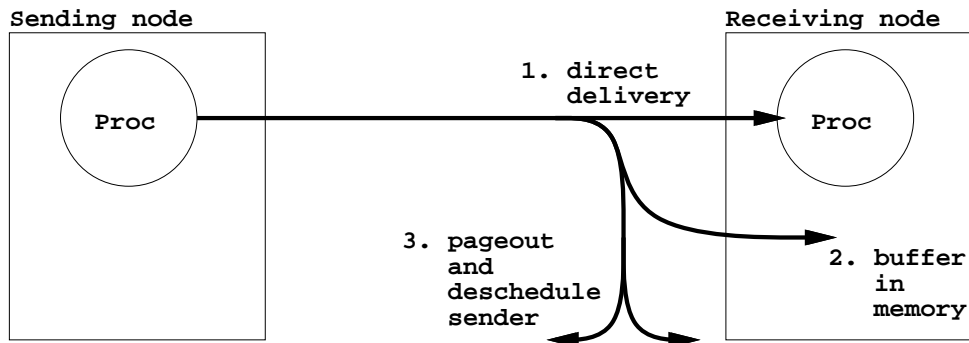 Sending node
Receiving node
1. direct
delivery
Proc
Proc
3. pageout
and
deschedule
sender
2. buffer
in
memory